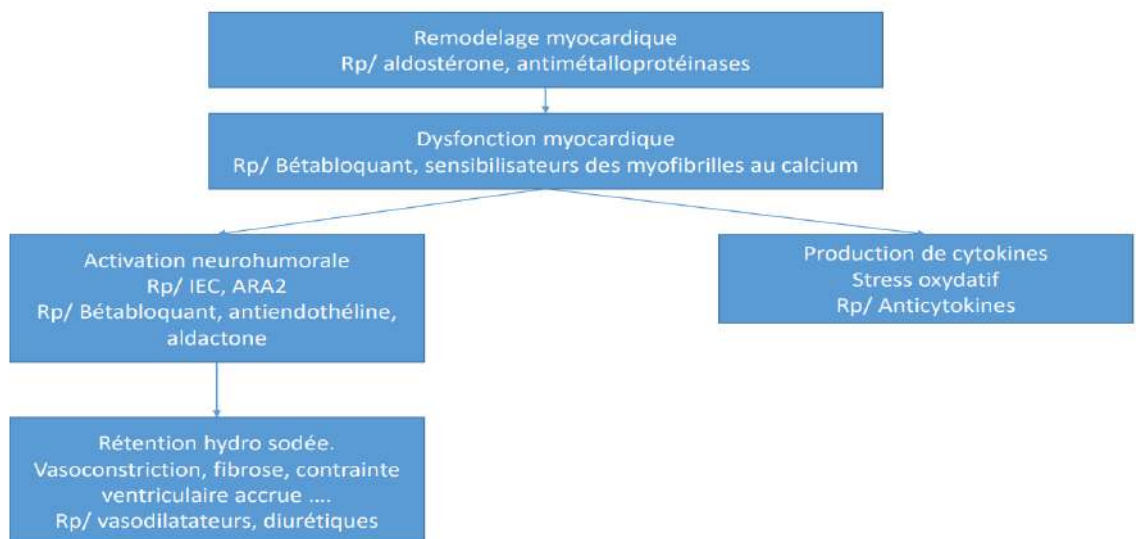 Remodelage myocardique
Rp/ aldostérone, antimétalloprotéinases
Dysfonction myocardique
Rp/ Bétabloquant, sensibilisateurs des myofibrilles au calcium
Activation neurohumorale
Rp/ IEC, ARA2
Rp/ Bétabloquant, antiendothéline,
aldactone
Production de cytokines
Stress oxydatif
Rp/ Anticytokines
Rétention hydro sodée.
Vasoconstriction, fibrose, contrainte
ventriculaire accrue ....
Rp/ vasodilatateurs, diurétiques